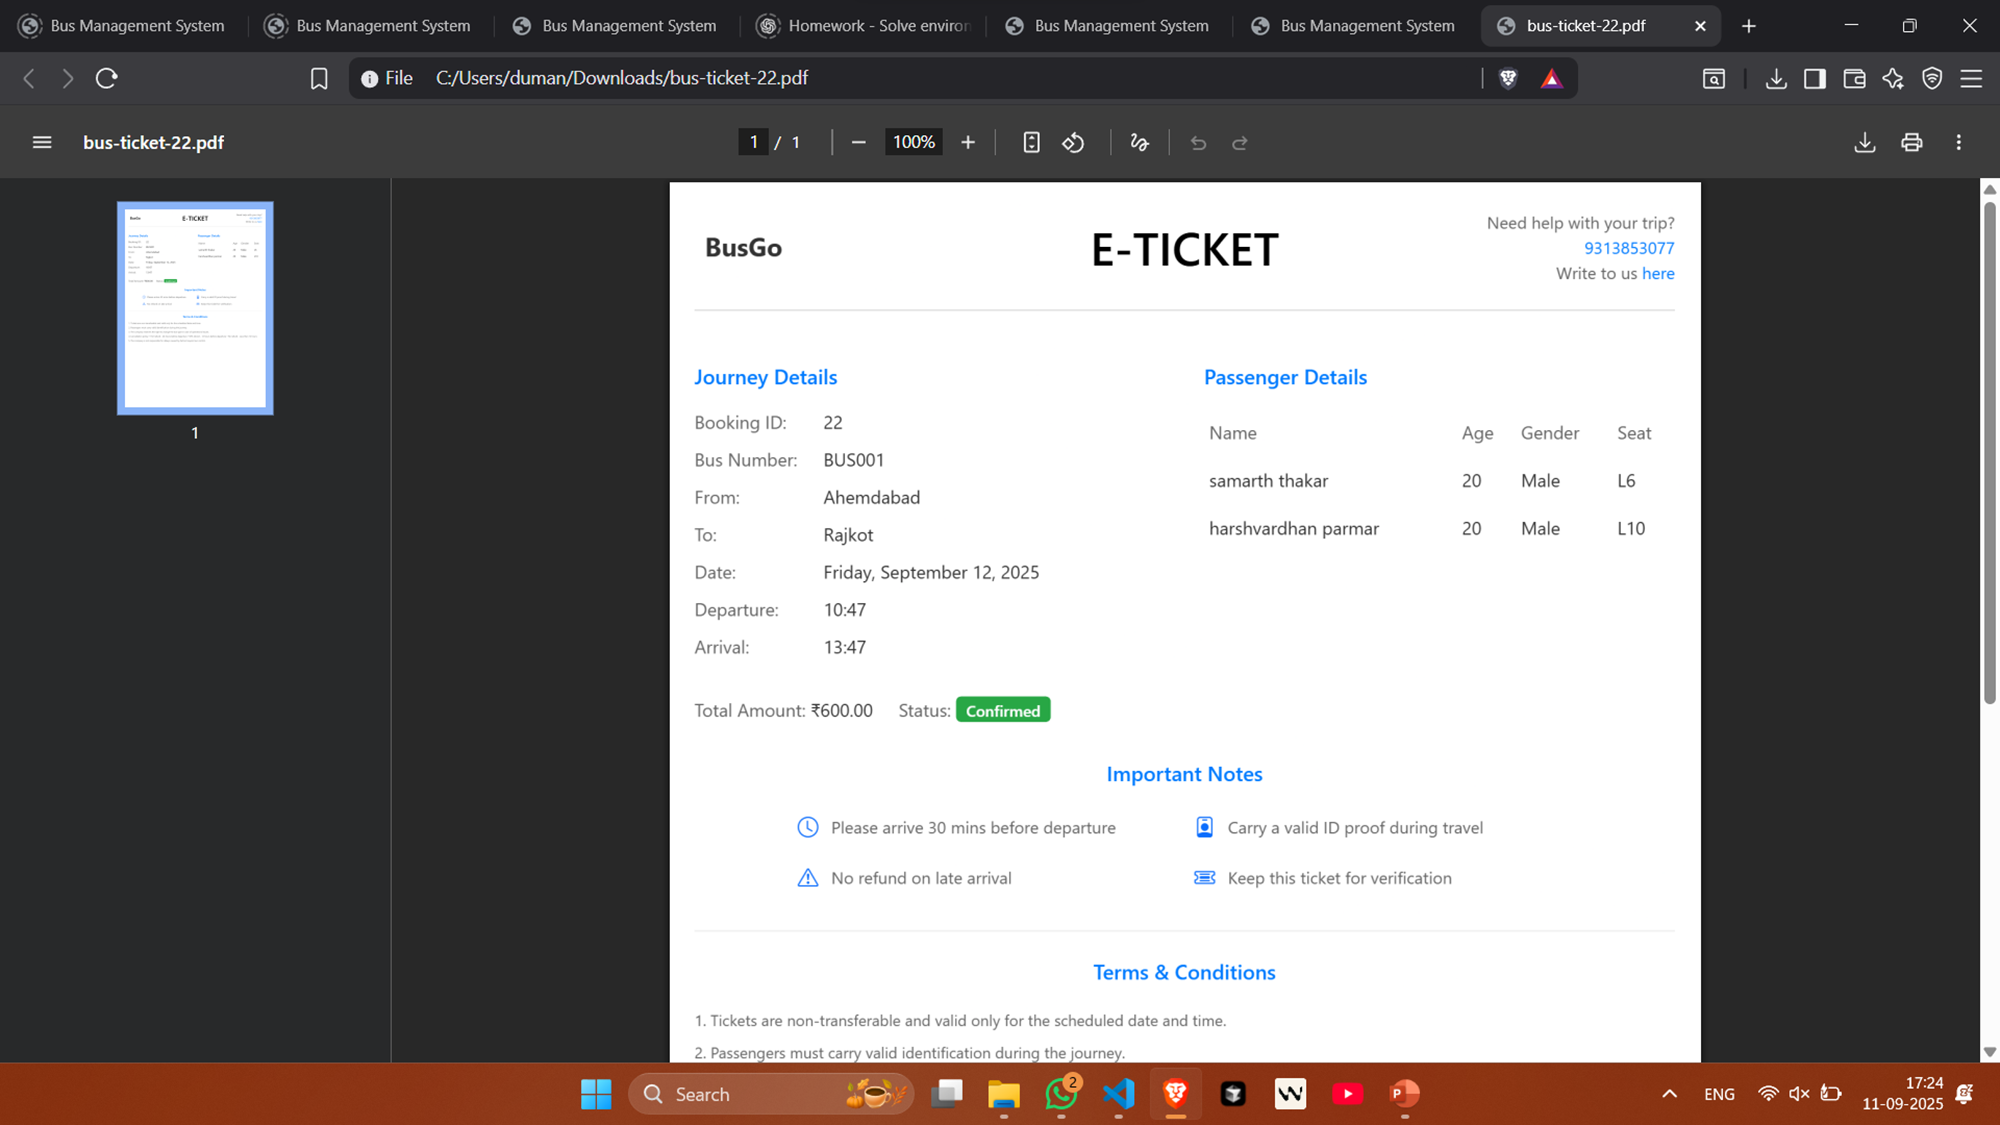 Bus Management System
Bus Management System
Bus Management System
Homework - Solve environ
Bus Management System
Bus Management System
bus-ticket-22.pdf
File C:/Users/duman/Downloads/bus-ticket-22.pdf
bus-ticket-22.pdf
1 / 1
100%
1
BusGo
E-TICKET
Need help with your trip?
9313853077
Write to us here
Journey Details
Booking ID: 22
Bus Number: BUS001
From: Ahemdabad
To: Rajkot
Date: Friday, September 12, 2025
Departure: 10:47
Arrival: 13:47
Total Amount: ₹600.00 Status: Confirmed
Passenger Details
Name Age Gender Seat
samarth thakar 20 Male L6
harshvardhan parmar 20 Male L10
Important Notes
Please arrive 30 mins before departure
Carry a valid ID proof during travel
No refund on late arrival
Keep this ticket for verification
Terms & Conditions
1. Tickets are non-transferable and valid only for the scheduled date and time.
2. Passengers must carry valid identification during the journey.
Search
2
ENG
17:24
11-09-2025